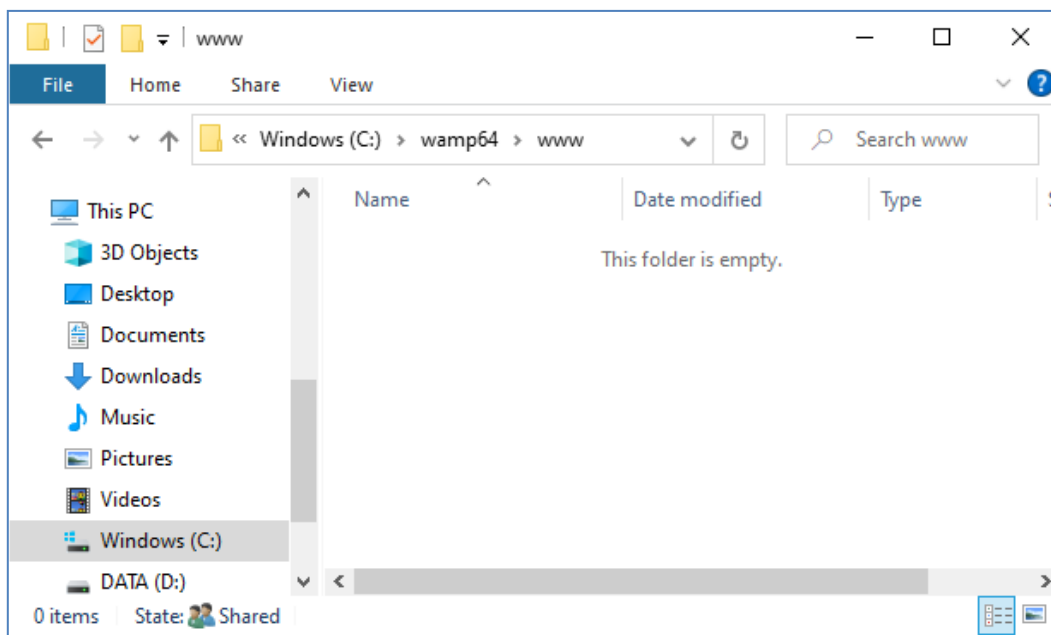 www
File Home Share View
?
« Windows (C:) > wamp64 > www
Search www
Name Date modified Type
This folder is empty.
This PC
3D Objects
Desktop
Documents
Downloads
Music
Pictures
Videos
Windows (C:)
DATA (D:)
0 items State: Shared